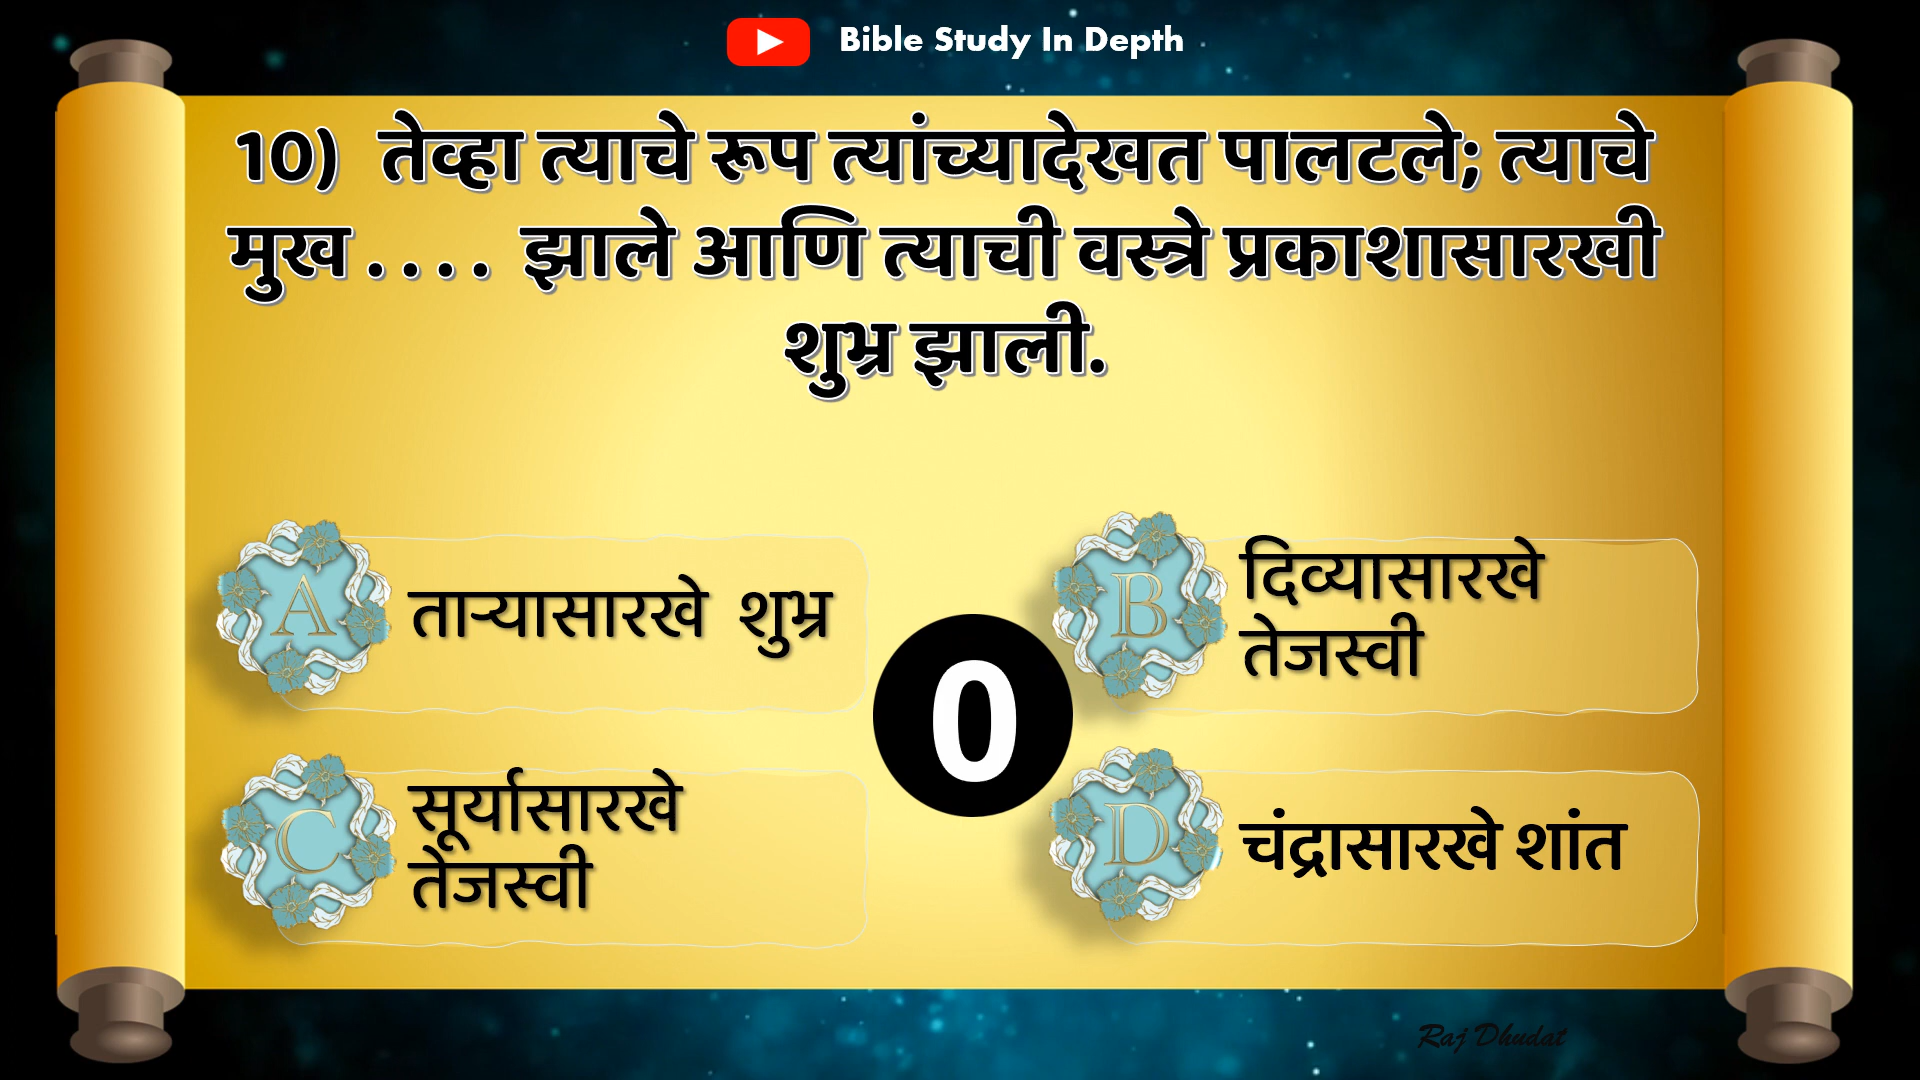 Bible Study In Depth
10) तेव्हा त्याचे रूप त्यांच्यादेखत पालटले; त्याचे
मुख . . . . झाले आणि त्याची वस्त्रे प्रकाशासारखी
शुभ्र झाली.
A ताऱ्यासारखे शुभ्र
B दिव्यासारखे
तेजस्वी
0
C सूर्यासारखे
तेजस्वी
D चंद्रासारखे शांत
Raj Dhudat